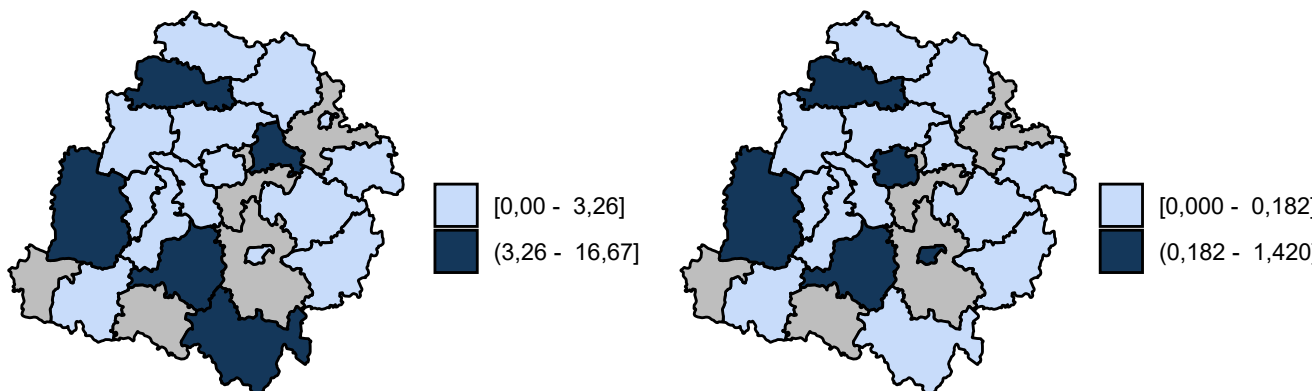 [0,00 - 3,26]
(3,26 - 16,67]
[0,000 - 0,182]
(0,182 - 1,420)